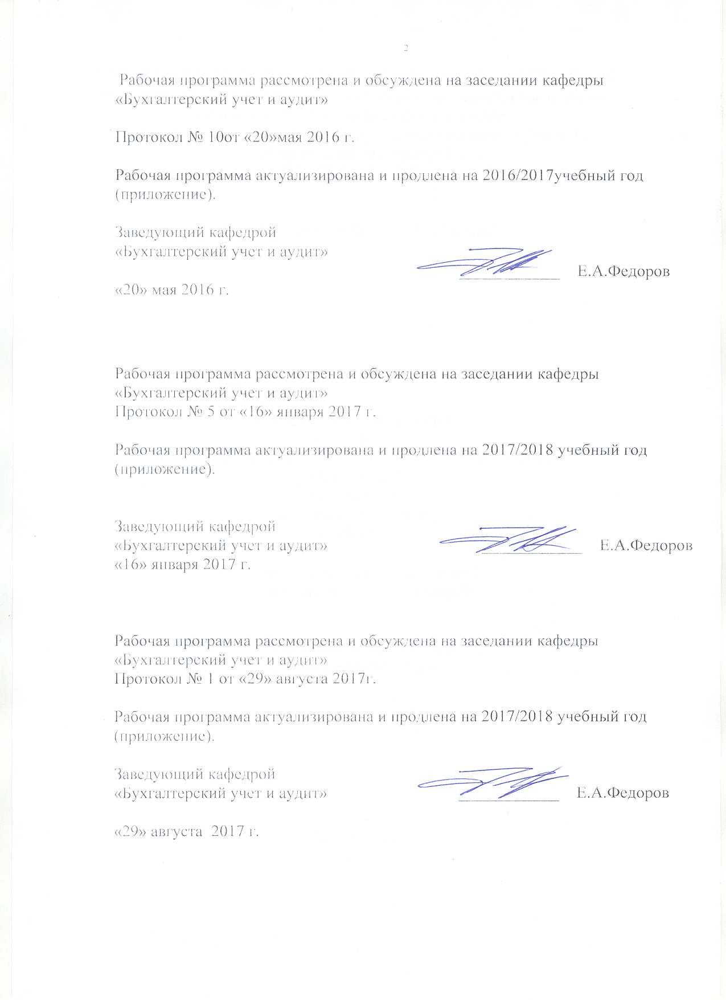 2
Рабочая программа рассмотрена и обсуждена на заседании кафедры
«Бухгалтерский учет и аудит»
Протокол № 10от «20»мая 2016 г.
Рабочая программа актуализирована и продлена на 2016/2017учебный год
(приложение).
Заведующий кафедрой
«Бухгалтерский учет и аудит»
____________ Е.А.Федоров
«20» мая 2016 г.
Рабочая программа рассмотрена и обсуждена на заседании кафедры
«Бухгалтерский учет и аудит»
Протокол № 5 от «16» января 2017 г.
Рабочая программа актуализирована и продлена на 2017/2018 учебный год
(приложение).
Заведующий кафедрой
«Бухгалтерский учет и аудит» ____________ Е.А.Федоров
«16» января 2017 г.
Рабочая программа рассмотрена и обсуждена на заседании кафедры
«Бухгалтерский учет и аудит»
Протокол № 1 от «29» августа 2017г.
Рабочая программа актуализирована и продлена на 2017/2018 учебный год
(приложение).
Заведующий кафедрой
«Бухгалтерский учет и аудит» ____________ Е.А.Федоров
«29» августа 2017 г.